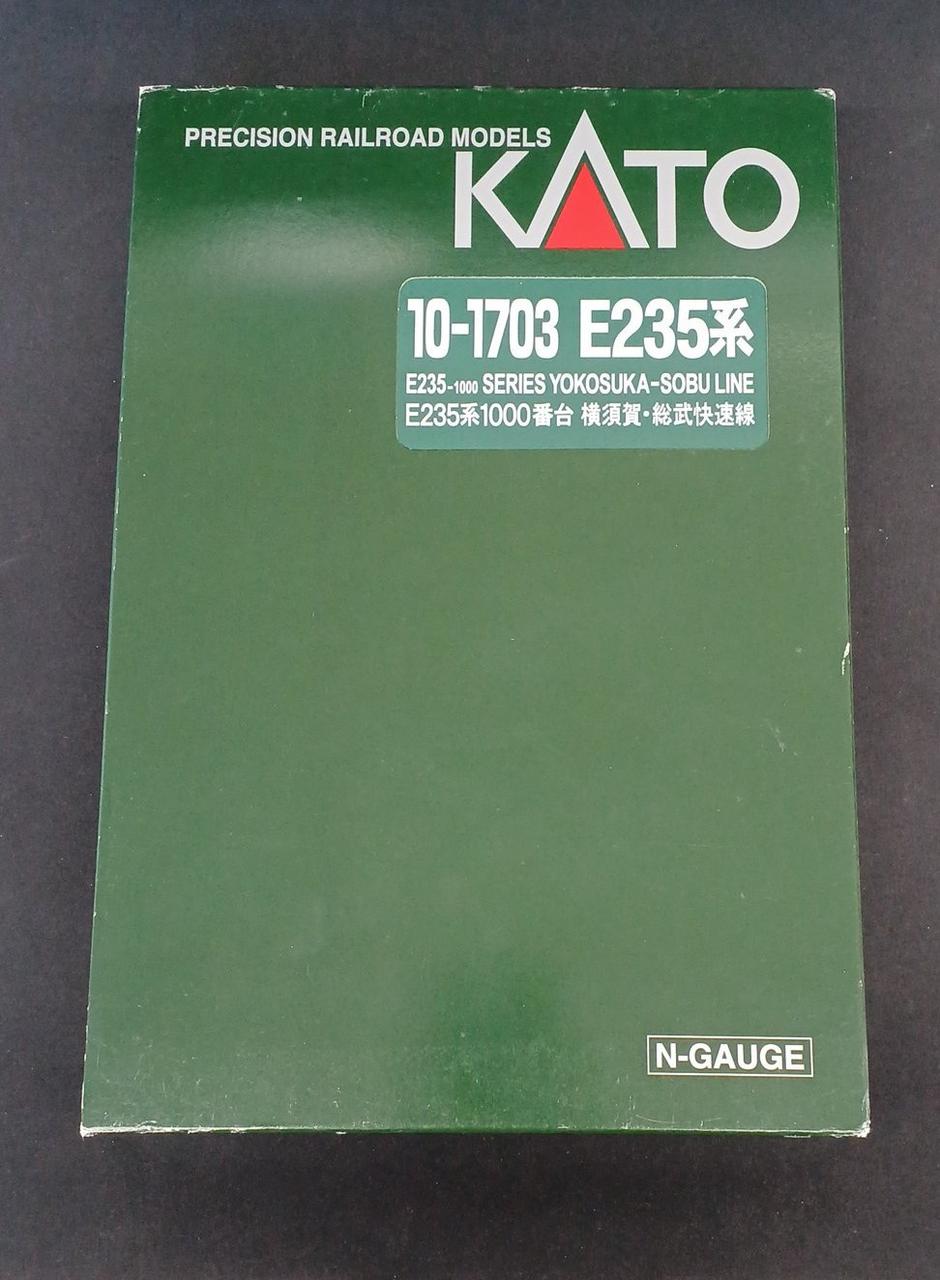 PRECISION RAILROAD MODELS
KATO
10-1703 E235系
E235-1000 SERIES YOKOSUKA-SOBU LINE
E235系1000番台 横須賀・総武快速線
N-GAUGE